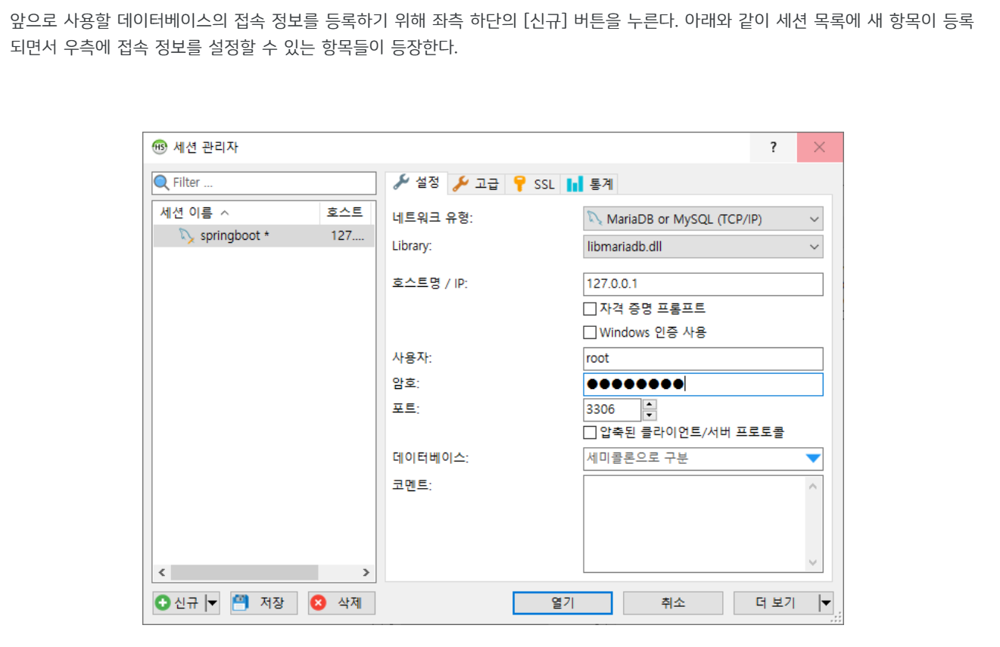 앞으로 사용할 데이터베이스의 접속 정보를 등록하기 위해 좌측 하단의 [신규] 버튼을 누른다. 아래와 같이 세션 목록에 새 항목이 등록
되면서 우측에 접속 정보를 설정할 수 있는 항목들이 등장한다.
HS 세션 관리자 ?
Filter ...
세션 이름 호스트
springboot * 127....
설정 고급 SSL 통계
네트워크 유형: MariaDB or MySQL (TCP/IP)
Library: libmariadb.dll
호스트명 / IP: 127.0.0.1
자격 증명 프롬프트
Windows 인증 사용
사용자: root
암호: ●●●●●●●●
포트: 3306
압축된 클라이언트/서버 프로토콜
데이터베이스: 세미콜론으로 구분
코멘트:
신규 저장 삭제 열기 취소 더 보기